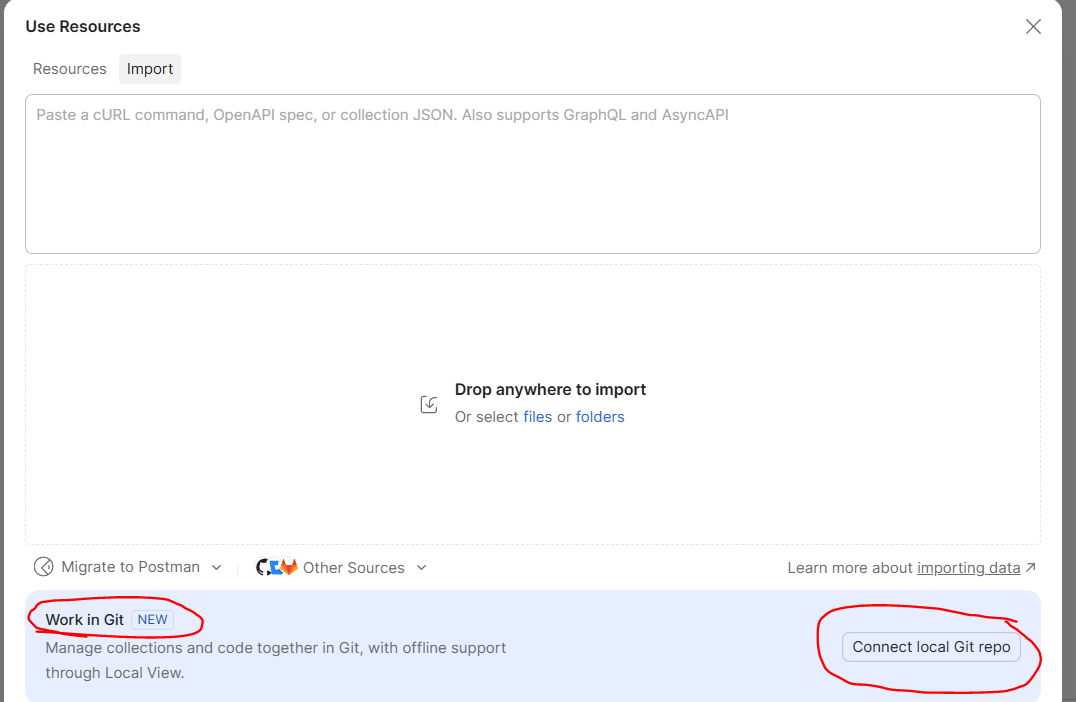 Use Resources
Resources Import
Paste a cURL command, OpenAPI spec, or collection JSON. Also supports GraphQL and AsyncAPI
Drop anywhere to import
Or select files or folders
Migrate to Postman Other Sources Learn more about importing data
Work in Git NEW
Manage collections and code together in Git, with offline support
through Local View.
Connect local Git repo